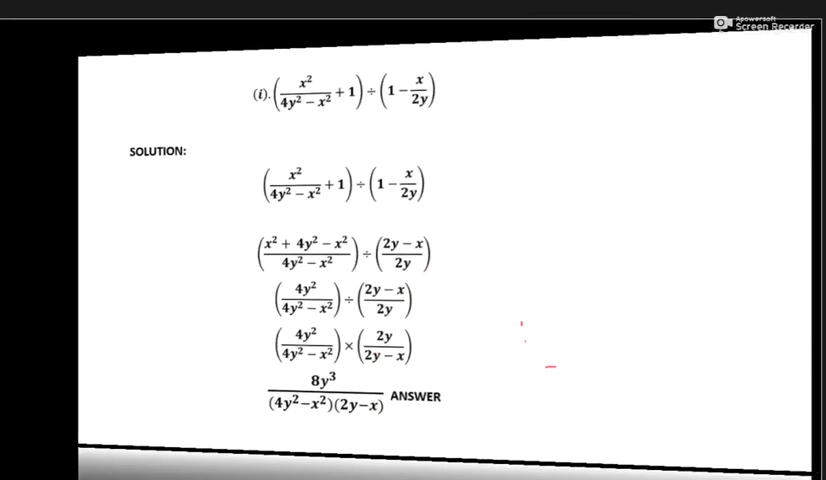 Apowersoft
Screen Recorder
(i). (x²/(4y² − x²) + 1) ÷ (1 − x/2y)
SOLUTION:
(x²/(4y² − x²) + 1) ÷ (1 − x/2y)
((x² + 4y² − x²)/(4y² − x²)) ÷ ((2y − x)/2y)
(4y²/(4y² − x²)) ÷ ((2y − x)/2y)
(4y²/(4y² − x²)) × (2y/(2y − x))
8y³/((4y²−x²)(2y−x)) ANSWER